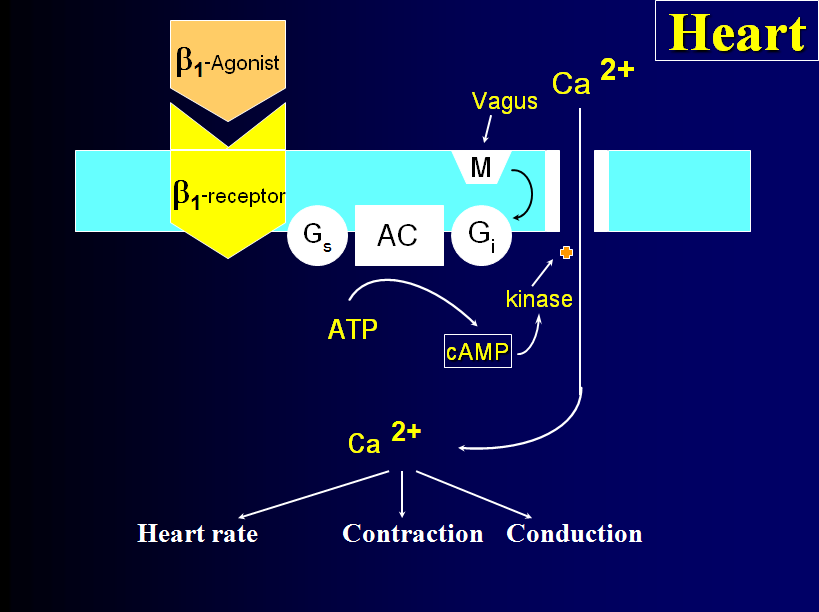 Heart
β1-Agonist
Ca 2+
Vagus
M
β1-receptor
Gs
AC
Gi
kinase
ATP
cAMP
Ca 2+
Heart rate
Contraction
Conduction